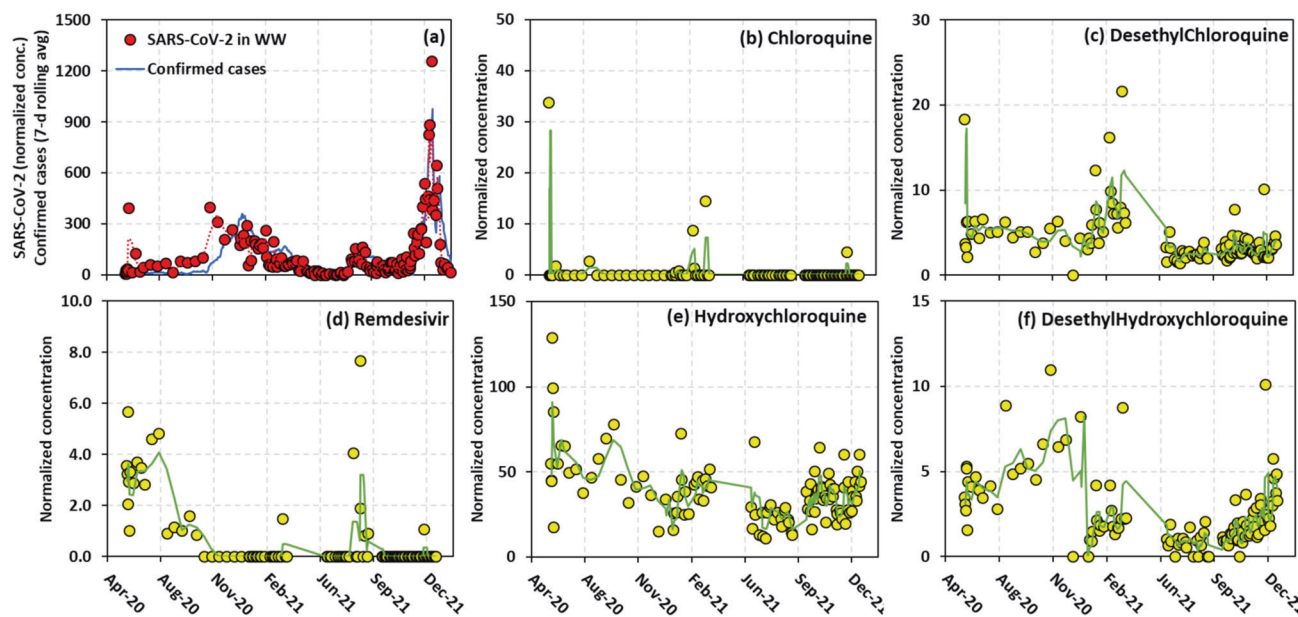 SARS-CoV-2 (normalized conc.)
Confirmed cases (7-d rolling avg)
1500
1200
900
600
300
0
SARS-CoV-2 in WW
Confirmed cases
(a)
Normalized concentration
50
40
30
20
10
0
(b) Chloroquine
Normalized concentration
30
20
10
0
(c) DesethylChloroquine
Normalized concentration
10.0
8.0
6.0
4.0
2.0
0.0
(d) Remdesivir
Apr-20
Aug-20
Nov-20
Feb-21
Jun-21
Sep-21
Dec-21
Normalized concentration
150
100
50
0
(e) Hydroxychloroquine
Apr-20
Aug-20
Nov-20
Feb-21
Jun-21
Sep-21
Dec-21
Normalized concentration
15
10
5
0
(f) DesethylHydroxychloroquine
Apr-20
Aug-20
Nov-20
Feb-21
Jun-21
Sep-21
Dec-21